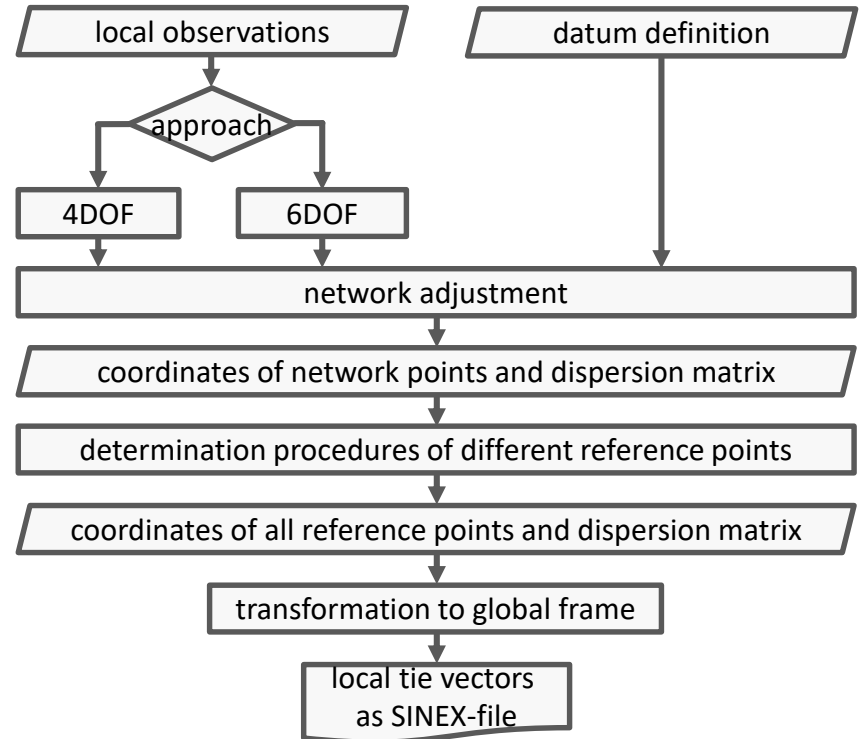 local observations
datum definition
approach
4DOF
6DOF
network adjustment
coordinates of network points and dispersion matrix
determination procedures of different reference points
coordinates of all reference points and dispersion matrix
transformation to global frame
local tie vectors
as SINEX-file